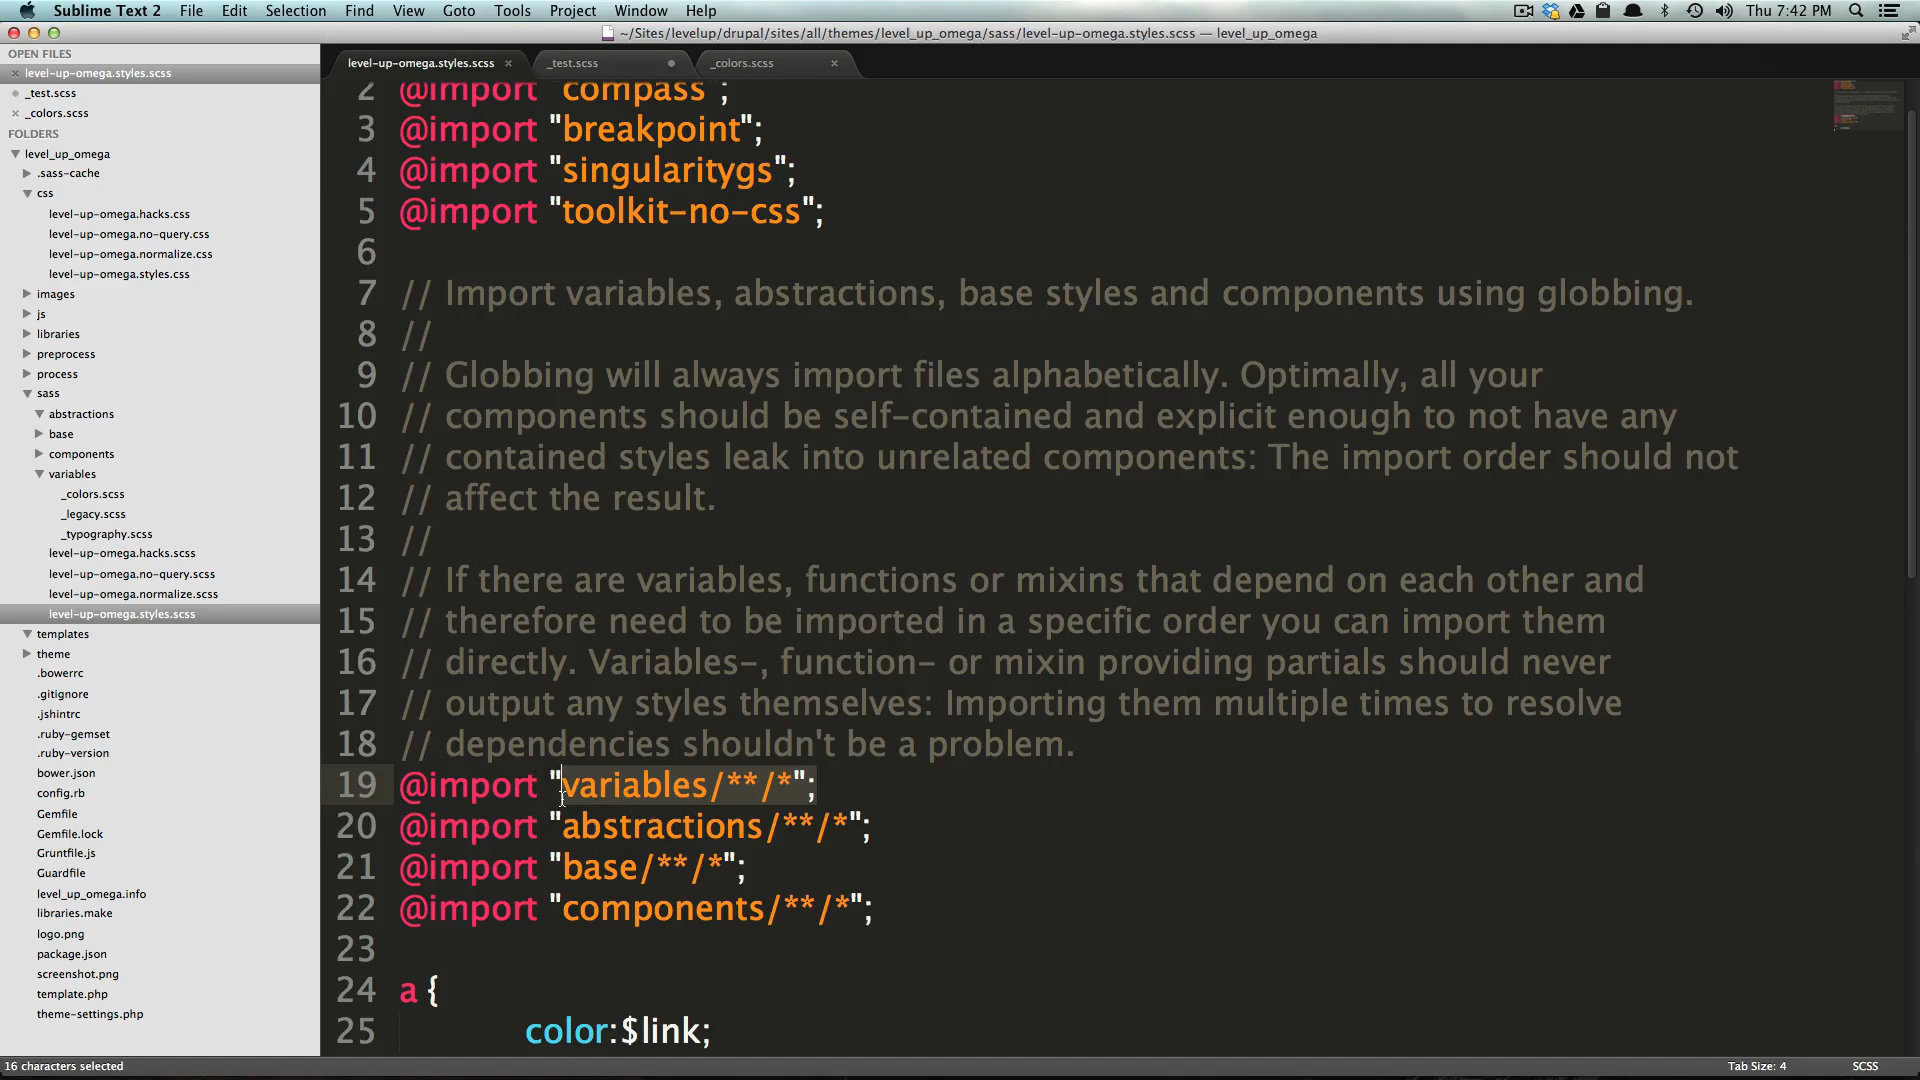 Sublime Text 2 File Edit Selection Find View Goto Tools Project Window Help Thu 7:42 PM
~/Sites/levelup/drupal/sites/all/themes/level_up_omega/sass/level-up-omega.styles.scss — level_up_omega
OPEN FILES
level-up-omega.styles.scss
_test.scss
_colors.scss
FOLDERS
level_up_omega
.sass-cache
css
level-up-omega.hacks.css
level-up-omega.no-query.css
level-up-omega.normalize.css
level-up-omega.styles.css
images
js
libraries
preprocess
process
sass
abstractions
base
components
variables
_colors.scss
_legacy.scss
_typography.scss
level-up-omega.hacks.scss
level-up-omega.no-query.scss
level-up-omega.normalize.scss
level-up-omega.styles.scss
templates
theme
.bowerrc
.gitignore
.jshintrc
.ruby-gemset
.ruby-version
bower.json
config.rb
Gemfile
Gemfile.lock
Gruntfile.js
Guardfile
level_up_omega.info
libraries.make
logo.png
package.json
screenshot.png
template.php
theme-settings.php
level-up-omega.styles.scss _test.scss _colors.scss
2 @import "compass";
3 @import "breakpoint";
4 @import "singularitygs";
5 @import "toolkit-no-css";
6
7 // Import variables, abstractions, base styles and components using globbing.
8 //
9 // Globbing will always import files alphabetically. Optimally, all your
10 // components should be self-contained and explicit enough to not have any
11 // contained styles leak into unrelated components: The import order should not
12 // affect the result.
13 //
14 // If there are variables, functions or mixins that depend on each other and
15 // therefore need to be imported in a specific order you can import them
16 // directly. Variables-, function- or mixin providing partials should never
17 // output any styles themselves: Importing them multiple times to resolve
18 // dependencies shouldn't be a problem.
19 @import "variables/**/*";
20 @import "abstractions/**/*";
21 @import "base/**/*";
22 @import "components/**/*";
23
24 a {
25 color:$link;
16 characters selected Tab Size: 4 SCSS